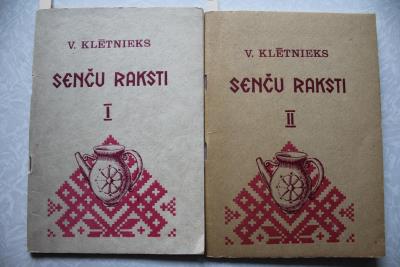 V. KLĒTNIEKS
SENČU RAKSTI
I
V. KLĒTNIEKS
SENČU RAKSTI
II